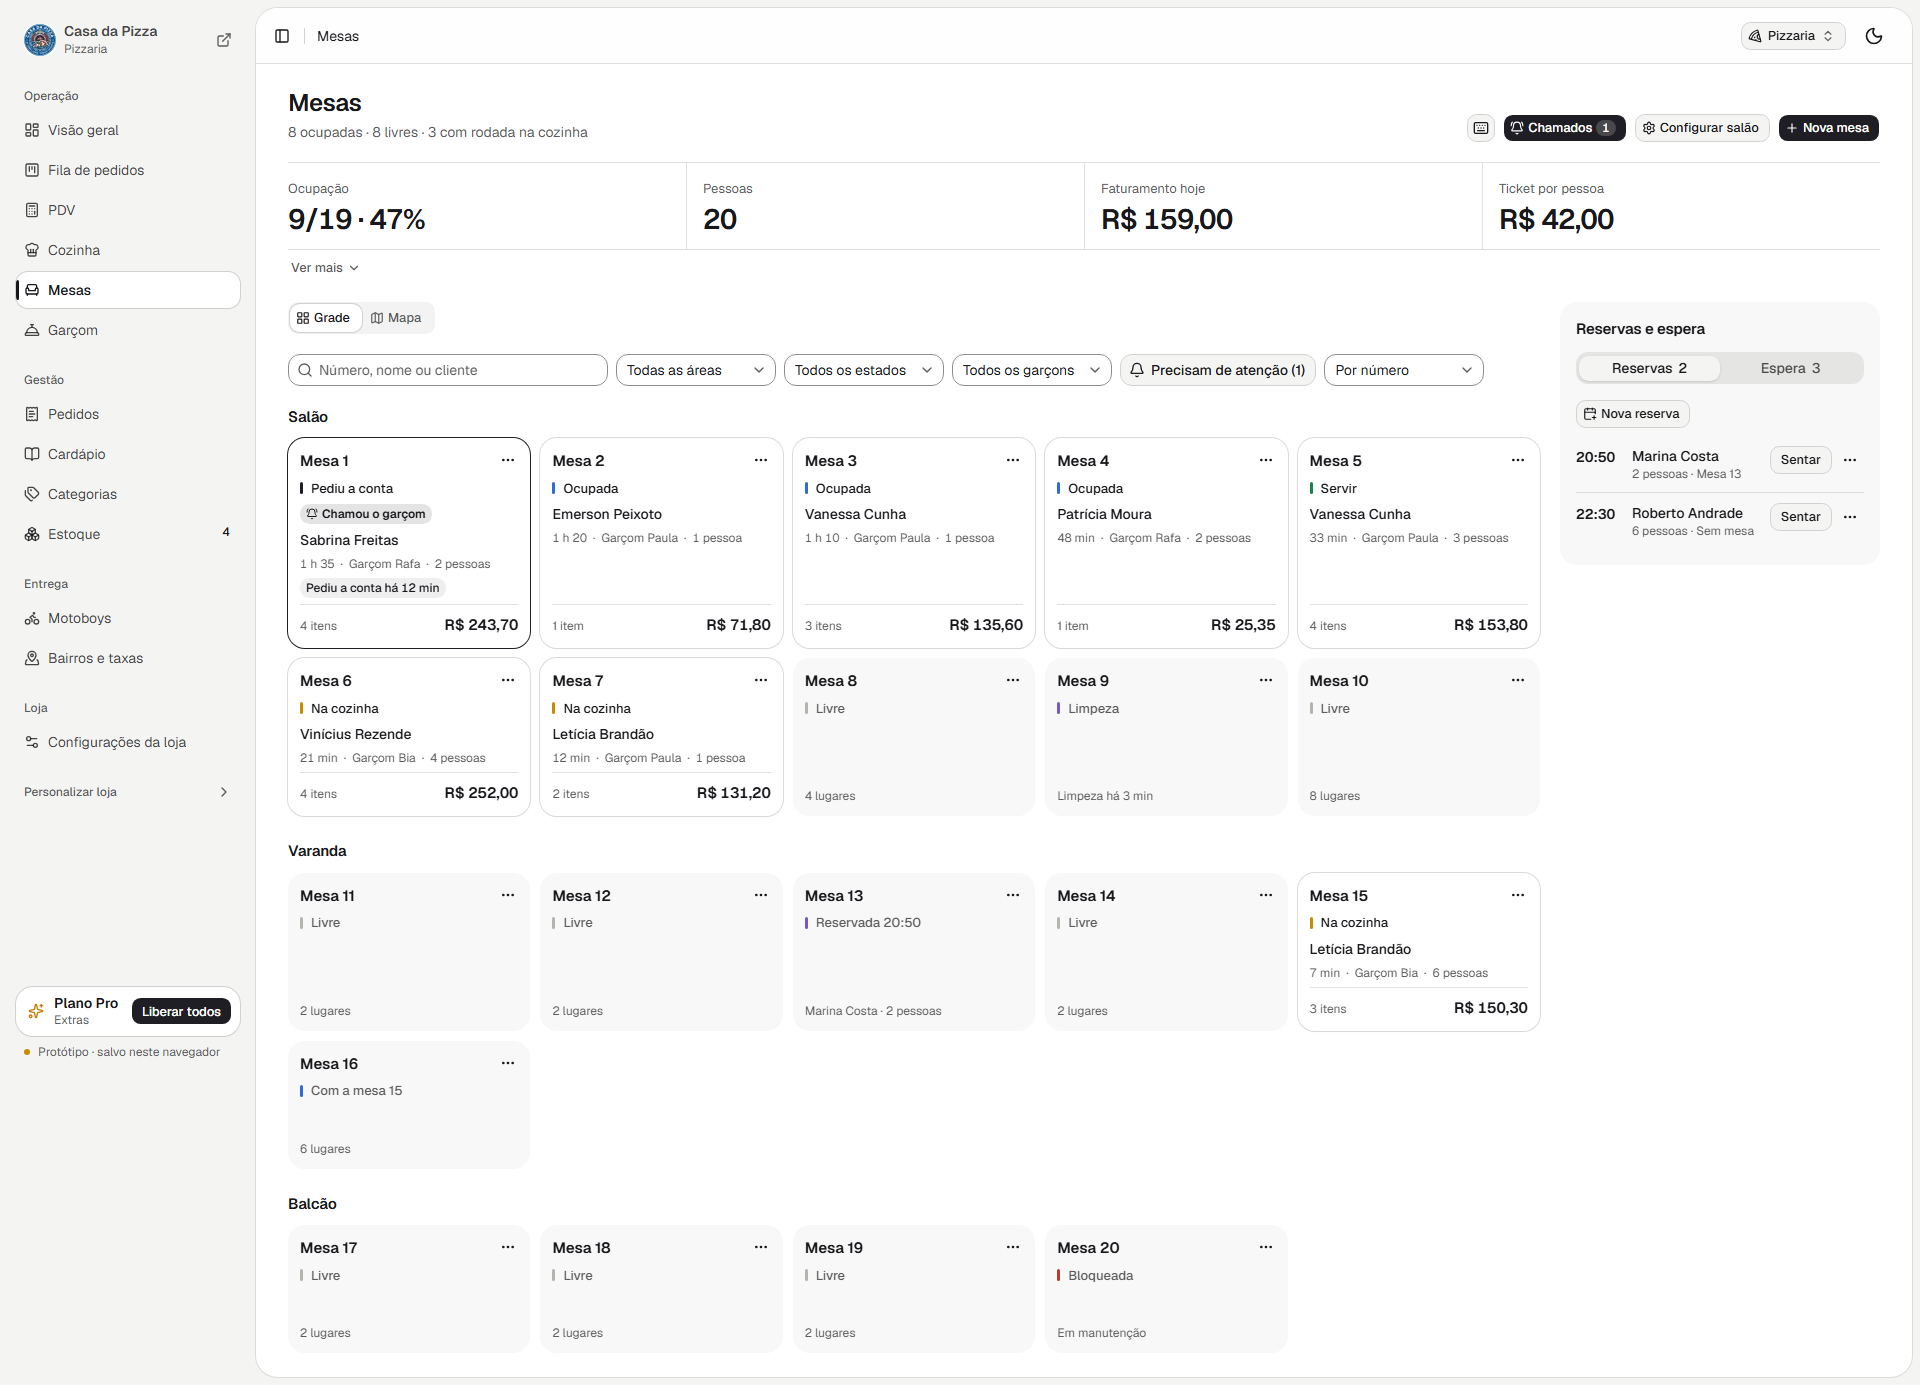 Casa da Pizza
Pizzaria
Operação
Visão geral
Fila de pedidos
PDV
Cozinha
Mesas
Garçom
Gestão
Pedidos
Cardápio
Categorias
Estoque 4
Entrega
Motoboys
Bairros e taxas
Loja
Configurações da loja
Personalizar loja
Plano Pro
Extras
Liberar todos
Protótipo · salvo neste navegador
Mesas
Pizzaria
Mesas
8 ocupadas · 8 livres · 3 com rodada na cozinha
Chamados 1
Configurar salão
+ Nova mesa
Ocupação
9/19 · 47%
Pessoas
20
Faturamento hoje
R$ 159,00
Ticket por pessoa
R$ 42,00
Ver mais
Grade
Mapa
Número, nome ou cliente
Todas as áreas
Todos os estados
Todos os garçons
Precisam de atenção (1)
Por número
Salão
Mesa 1
Pediu a conta
Chamou o garçom
Sabrina Freitas
1 h 35 · Garçom Rafa · 2 pessoas
Pediu a conta há 12 min
4 itens R$ 243,70
Mesa 2
Ocupada
Emerson Peixoto
1 h 20 · Garçom Paula · 1 pessoa
1 item R$ 71,80
Mesa 3
Ocupada
Vanessa Cunha
1 h 10 · Garçom Paula · 1 pessoa
3 itens R$ 135,60
Mesa 4
Ocupada
Patrícia Moura
48 min · Garçom Rafa · 2 pessoas
1 item R$ 25,35
Mesa 5
Servir
Vanessa Cunha
33 min · Garçom Paula · 3 pessoas
4 itens R$ 153,80
Mesa 6
Na cozinha
Vinícius Rezende
21 min · Garçom Bia · 4 pessoas
4 itens R$ 252,00
Mesa 7
Na cozinha
Letícia Brandão
12 min · Garçom Paula · 1 pessoa
2 itens R$ 131,20
Mesa 8
Livre
4 lugares
Mesa 9
Limpeza
Limpeza há 3 min
Mesa 10
Livre
8 lugares
Varanda
Mesa 11
Livre
2 lugares
Mesa 12
Livre
2 lugares
Mesa 13
Reservada 20:50
Marina Costa · 2 pessoas
Mesa 14
Livre
2 lugares
Mesa 15
Na cozinha
Letícia Brandão
7 min · Garçom Bia · 6 pessoas
3 itens R$ 150,30
Mesa 16
Com a mesa 15
6 lugares
Balcão
Mesa 17
Livre
2 lugares
Mesa 18
Livre
2 lugares
Mesa 19
Livre
2 lugares
Mesa 20
Bloqueada
Em manutenção
Reservas e espera
Reservas 2
Espera 3
Nova reserva
20:50 Marina Costa
2 pessoas · Mesa 13
Sentar
22:30 Roberto Andrade
6 pessoas · Sem mesa
Sentar